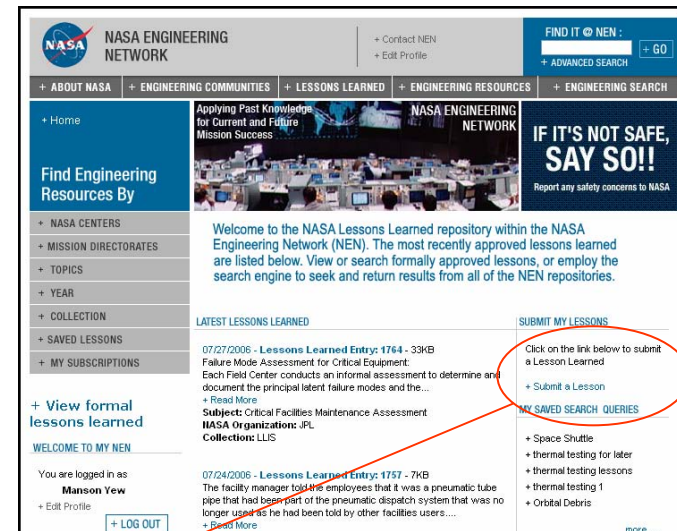 NASA
NASA ENGINEERING
NETWORK
+ Contact NEN
+ Edit Profile
FIND IT @ NEN :
+ GO
+ ADVANCED SEARCH
+ ABOUT NASA
+ ENGINEERING COMMUNITIES
+ LESSONS LEARNED
+ ENGINEERING RESOURCES
+ ENGINEERING SEARCH
+ Home
Find Engineering
Resources By
Applying Past Knowledge
for Current and Future
Mission Success
NASA ENGINEERING
NETWORK
IF IT'S NOT SAFE,
SAY SO!!
Report any safety concerns to NASA
+ NASA CENTERS
+ MISSION DIRECTORATES
+ TOPICS
+ YEAR
+ COLLECTION
+ SAVED LESSONS
+ MY SUBSCRIPTIONS
+ View formal
lessons learned
WELCOME TO MY NEN
You are logged in as
Manson Yew
+ Edit Profile
+ LOG OUT
Welcome to the NASA Lessons Learned repository within the NASA
Engineering Network (NEN). The most recently approved lessons learned
are listed below. View or search formally approved lessons, or employ the
search engine to seek and return results from all of the NEN repositories.
LATEST LESSONS LEARNED
07/27/2006 - Lessons Learned Entry: 1764 - 33KB
Failure Mode Assessment for Critical Equipment:
Each Field Center conducts an informal assessment to determine and
document the principal latent failure modes and the...
+ Read More
Subject: Critical Facilities Maintenance Assessment
NASA Organization: JPL
Collection: LLIS
07/24/2006 - Lessons Learned Entry: 1757 - 7KB
The facility manager told the employees that it was a pneumatic tube
pipe that had been part of the pneumatic dispatch system that was no
longer used as he had been told by other facilities users....
+ Read More
SUBMIT MY LESSONS
Click on the link below to submit
a Lesson Learned
+ Submit a Lesson
MY SAVED SEARCH QUERIES
+ Space Shuttle
+ thermal testing for later
+ thermal testing lessons
+ thermal testing 1
+ Orbital Debris
more